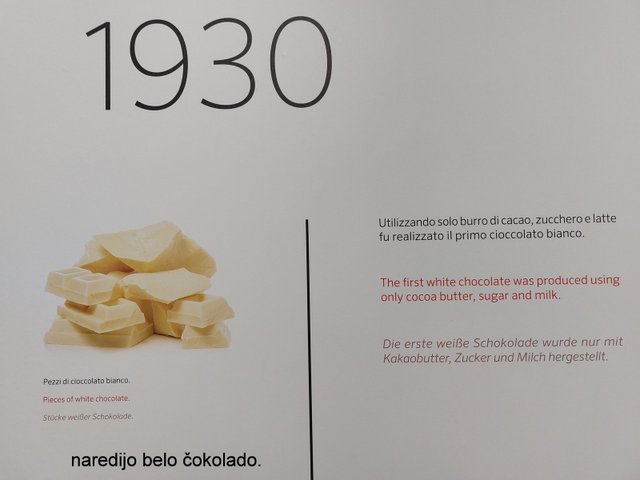 1930
Utilizzando solo burro di cacao, zucchero e latte
fu realizzato il primo cioccolato bianco.
The first white chocolate was produced using
only cocoa butter, sugar and milk.
Die erste weiße Schokolade wurde nur mit
Kakaobutter, Zucker und Milch hergestellt.
Pezzi di cioccolato bianco.
Pieces of white chocolate.
Stücke weißer Schokolade.
naredijo belo čokolado.